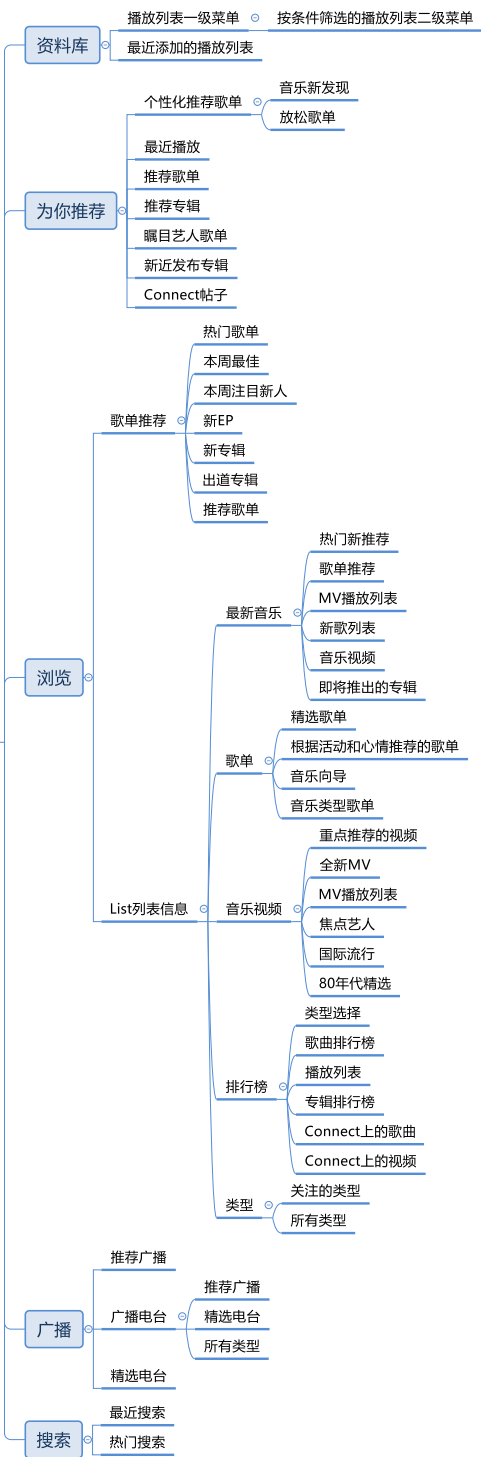 资料库
播放列表一级菜单
按条件筛选的播放列表二级菜单
最近添加的播放列表
为你推荐
个性化推荐歌单
音乐新发现
放松歌单
最近播放
推荐歌单
推荐专辑
瞩目艺人歌单
新近发布专辑
Connect帖子
浏览
歌单推荐
热门歌单
本周最佳
本周注目新人
新EP
新专辑
出道专辑
推荐歌单
List列表信息
最新音乐
热门新推荐
歌单推荐
MV播放列表
新歌列表
音乐视频
即将推出的专辑
歌单
精选歌单
根据活动和心情推荐的歌单
音乐向导
音乐类型歌单
音乐视频
重点推荐的视频
全新MV
MV播放列表
焦点艺人
国际流行
80年代精选
排行榜
类型选择
歌曲排行榜
播放列表
专辑排行榜
Connect上的歌曲
Connect上的视频
类型
关注的类型
所有类型
广播
推荐广播
广播电台
推荐广播
精选电台
所有类型
精选电台
搜索
最近搜索
热门搜索